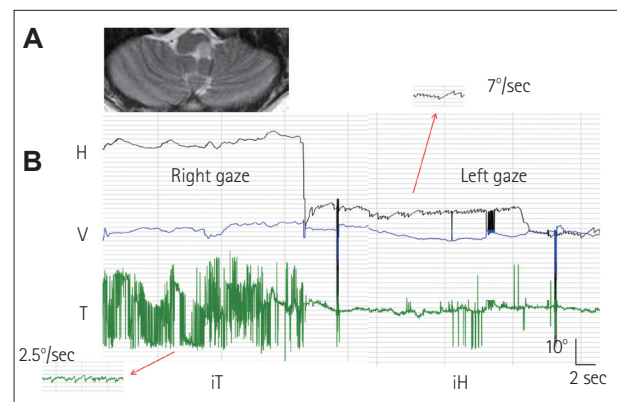 A
7°/sec
B
H
Right gaze
Left gaze
V
T
2.5°/sec
10°
iT
iH
2 sec